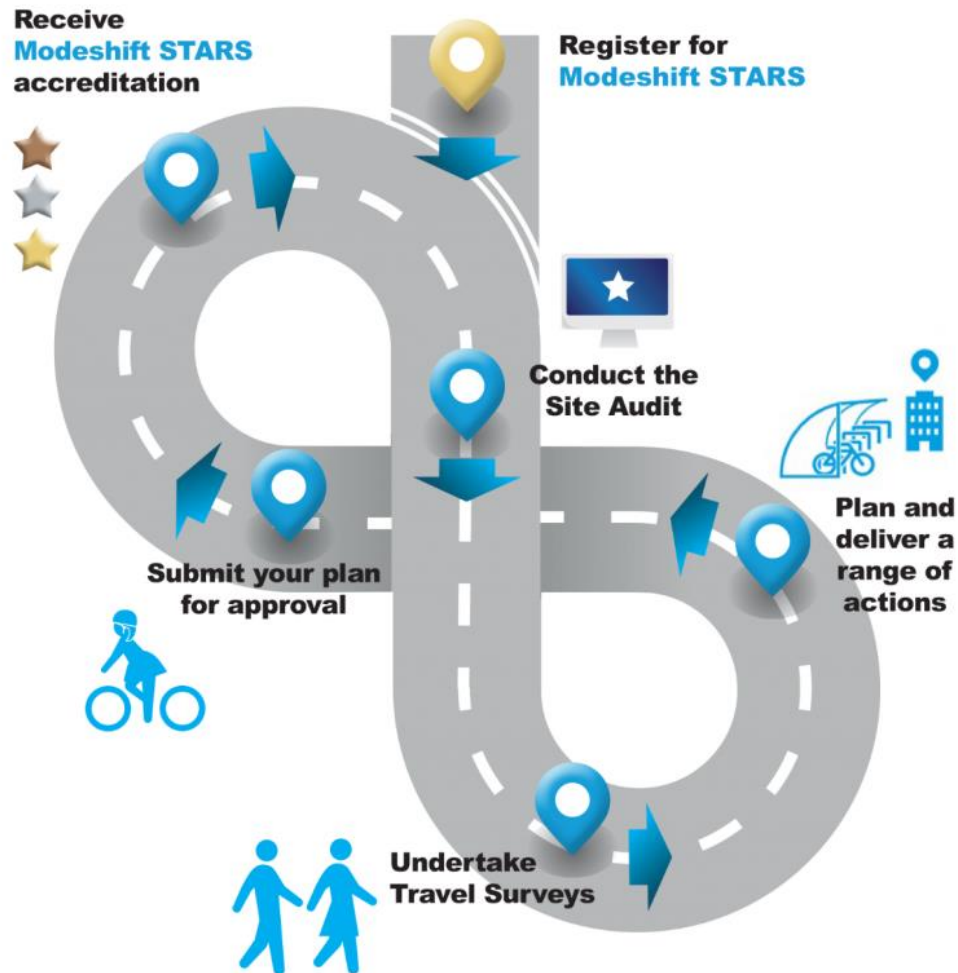 Receive
Modeshift STARS
accreditation
Register for
Modeshift STARS
Conduct the
Site Audit
Plan and
deliver a
range of
actions
Submit your plan
for approval
Undertake
Travel Surveys